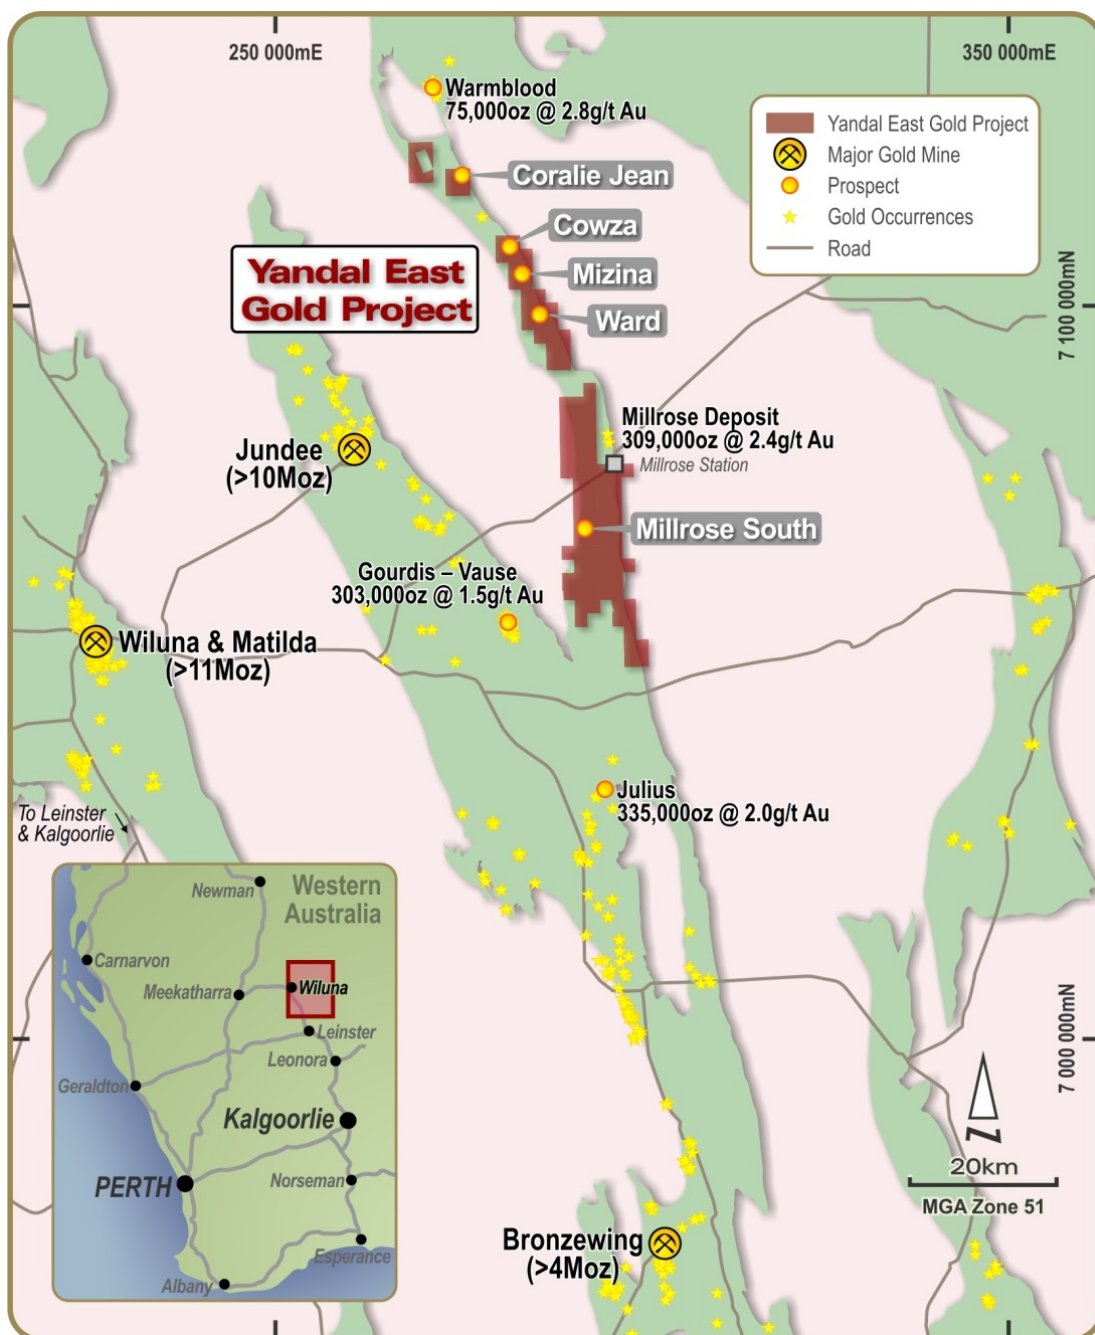 250 000mE
350 000mE
Warmblood
75,000oz @ 2.8g/t Au
Yandal East Gold Project
Major Gold Mine
Prospect
Gold Occurrences
Road
Coralie Jean
Cowza
Mizina
Ward
Yandal East
Gold Project
7 100 000mN
Millrose Deposit
309,000oz @ 2.4g/t Au
Millrose Station
Jundee
(>10Moz)
Millrose South
Gourdis – Vause
303,000oz @ 1.5g/t Au
Wiluna & Matilda
(>11Moz)
Julius
335,000oz @ 2.0g/t Au
To Leinster
& Kalgoorlie
Western
Australia
Newman
Carnarvon
Meekatharra
Wiluna
Leinster
Leonora
Geraldton
Kalgoorlie
PERTH
Norseman
Esperance
Albany
7 000 000mN
N
20km
MGA Zone 51
Bronzewing
(>4Moz)